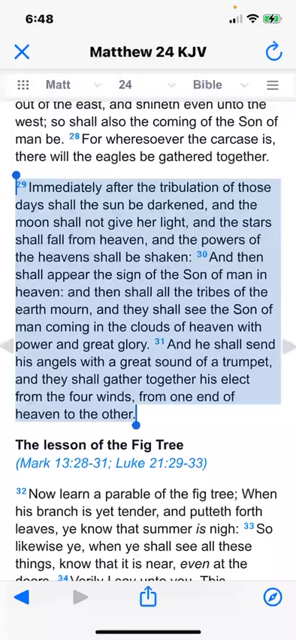 6:48
Matthew 24 KJV
Matt 24 Bible
out of the east, and shineth even unto the
west; so shall also the coming of the Son of
man be. 28 For wheresoever the carcase is,
there will the eagles be gathered together.
29 Immediately after the tribulation of those
days shall the sun be darkened, and the
moon shall not give her light, and the stars
shall fall from heaven, and the powers of
the heavens shall be shaken: 30 And then
shall appear the sign of the Son of man in
heaven: and then shall all the tribes of the
earth mourn, and they shall see the Son of
man coming in the clouds of heaven with
power and great glory. 31 And he shall send
his angels with a great sound of a trumpet,
and they shall gather together his elect
from the four winds, from one end of
heaven to the other.
The lesson of the Fig Tree
(Mark 13:28-31; Luke 21:29-33)
32 Now learn a parable of the fig tree; When
his branch is yet tender, and putteth forth
leaves, ye know that summer is nigh: 33 So
likewise ye, when ye shall see all these
things, know that it is near, even at the
doors. 34 Verily I say unto you, This